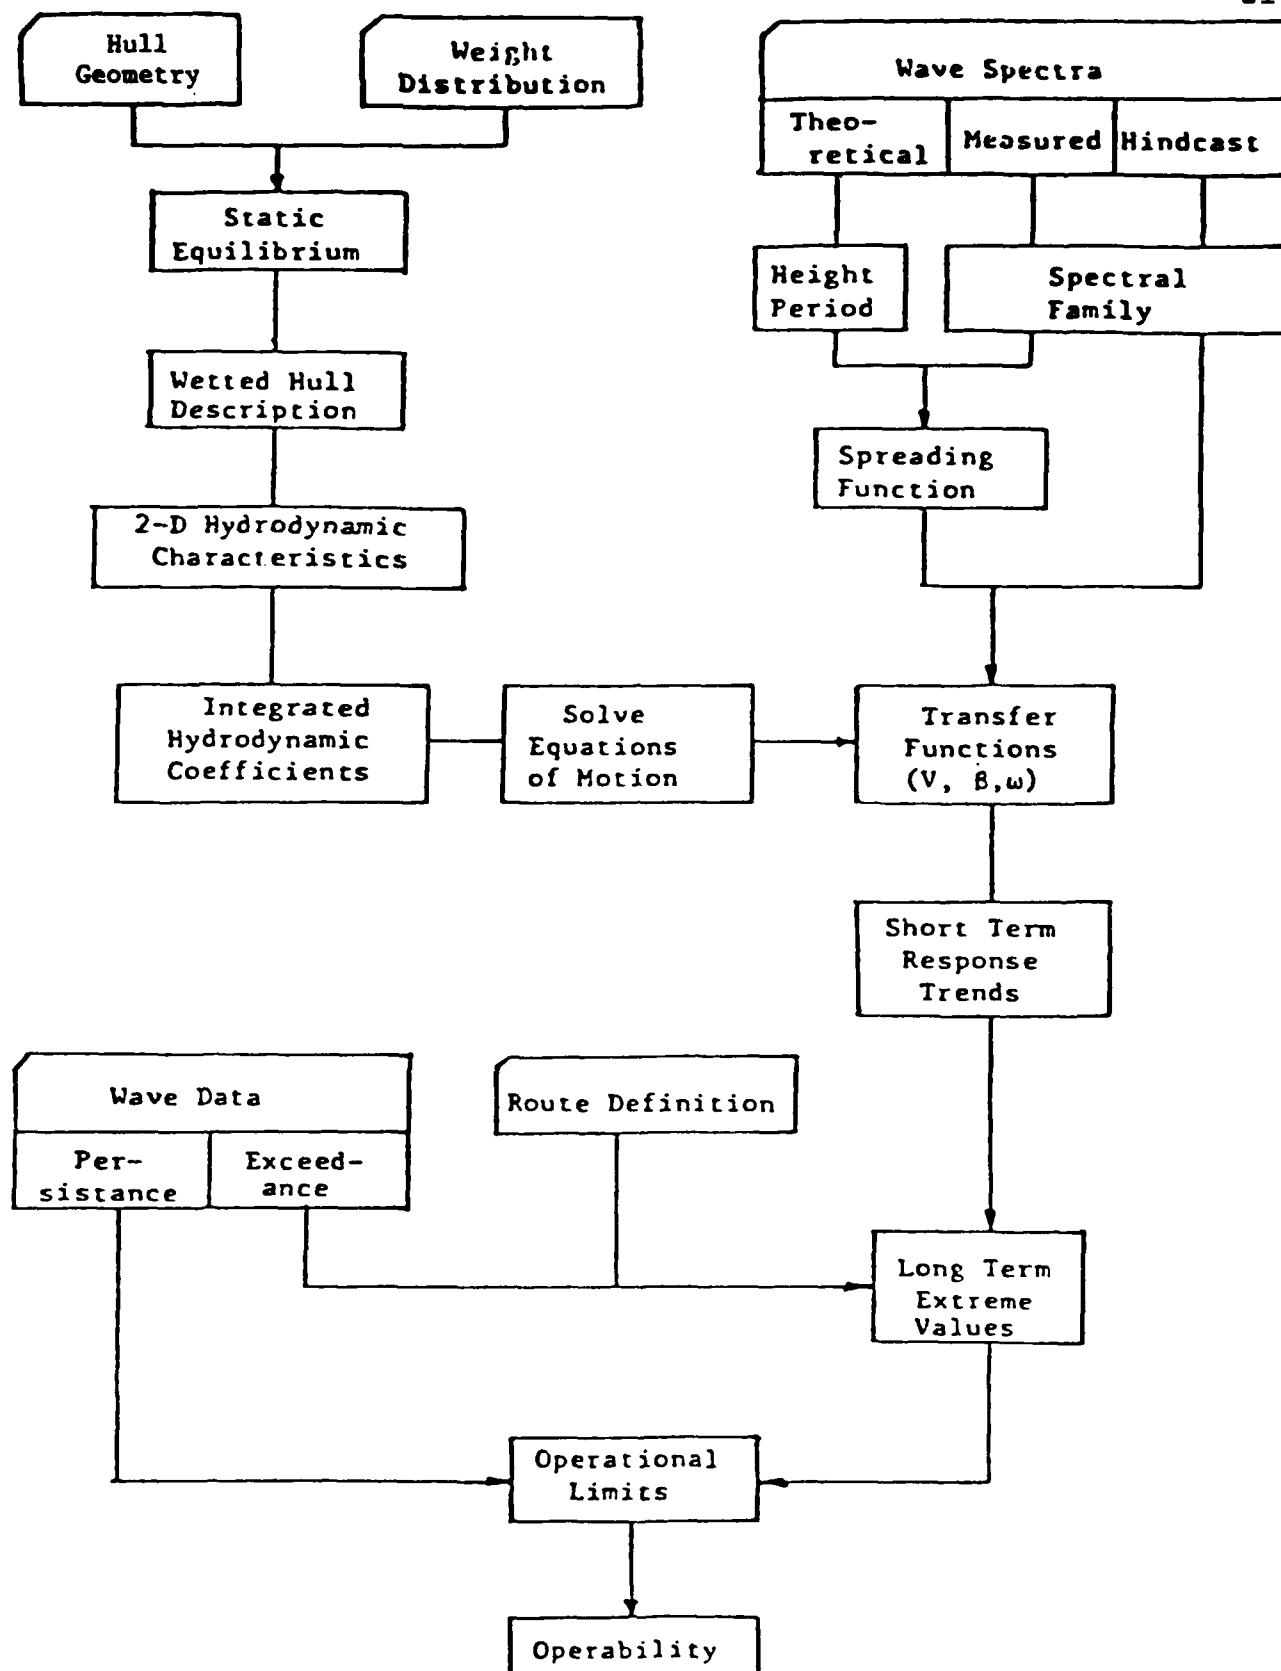 Hull
Geometry
Weight
Distribution
Wave Spectra
Theo-
retical
Measured
Hindcast
Static
Equilibrium
Height
Period
Spectral
Family
Wetted Hull
Description
Spreading
Function
2-D Hydrodynamic
Characteristics
Integrated
Hydrodynamic
Coefficients
Solve
Equations
of Motion
Transfer
Functions
(V, β,ω)
Short Term
Response
Trends
Wave Data
Per-
sistance
Exceed-
ance
Route Definition
Long Term
Extreme
Values
Operational
Limits
Operability